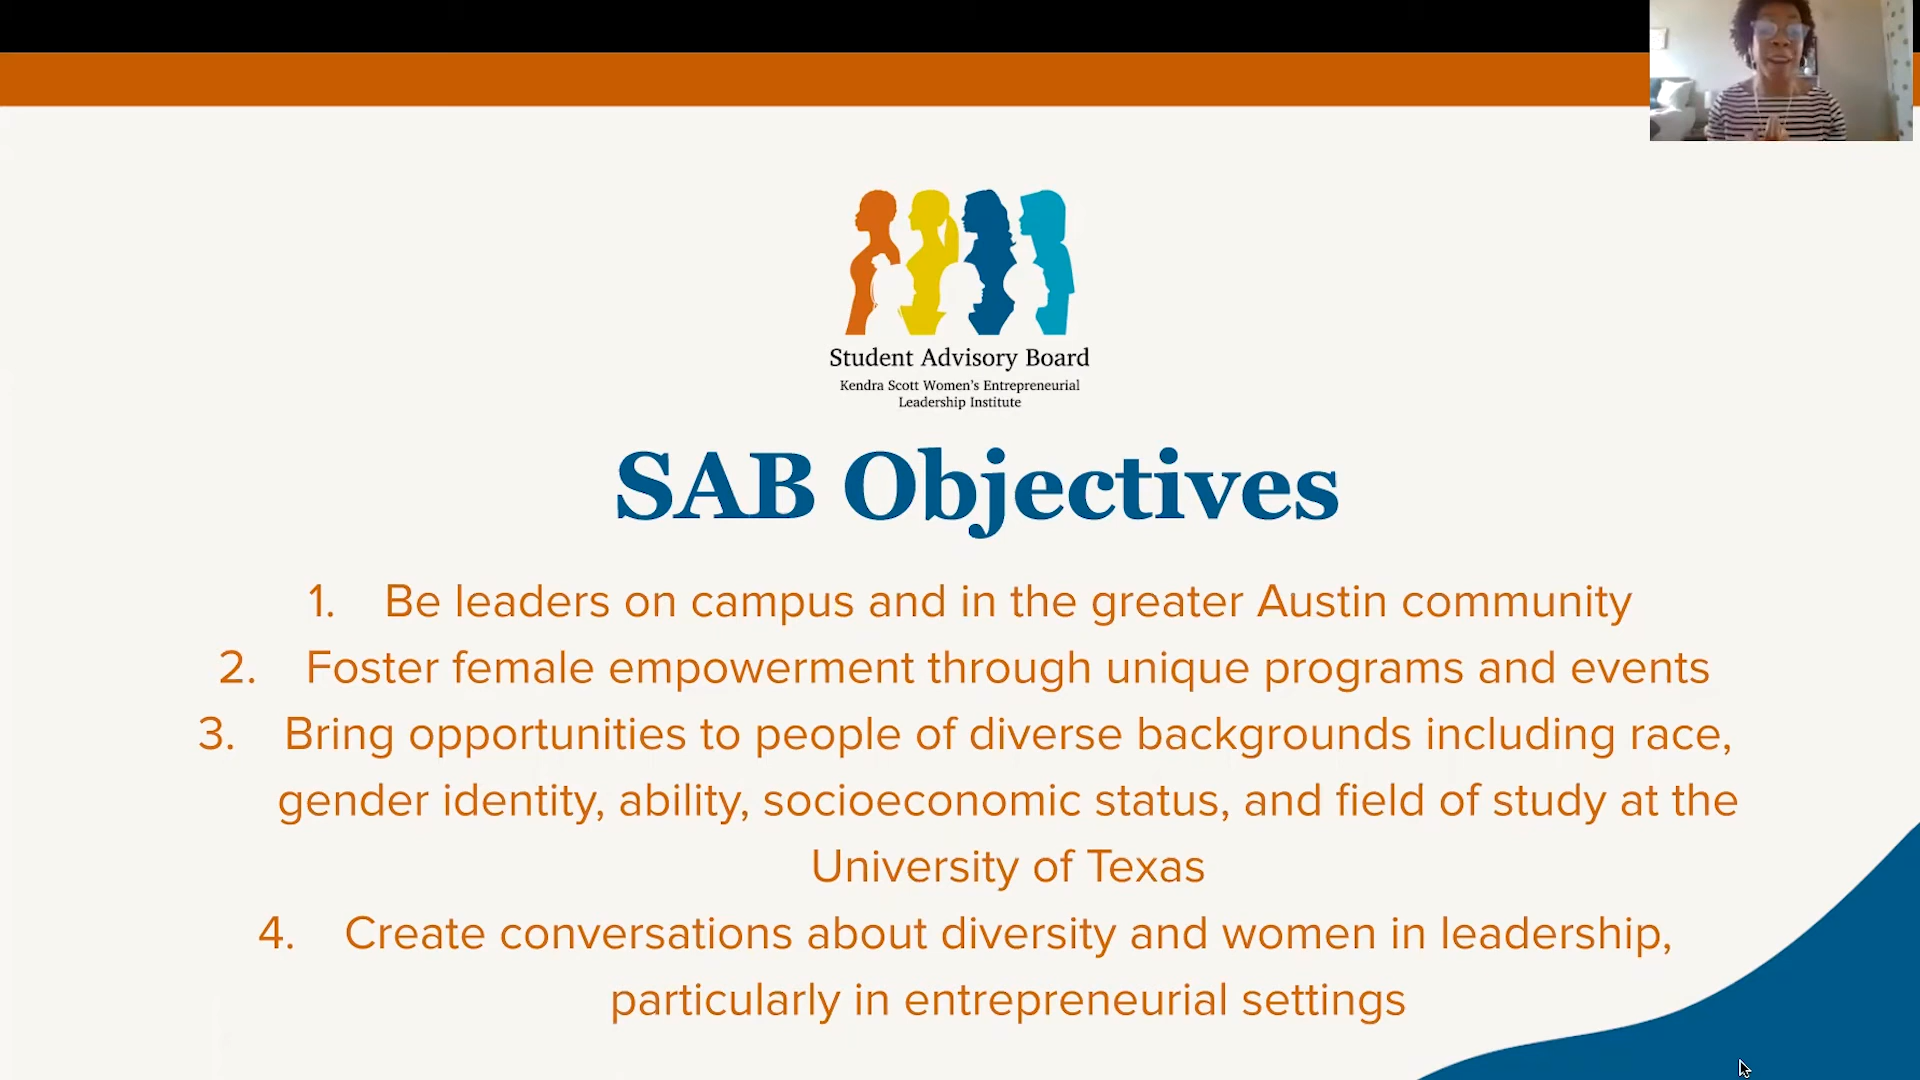 Student Advisory Board
Kendra Scott Women's Entrepreneurial
Leadership Institute
SAB Objectives
1. Be leaders on campus and in the greater Austin community
2. Foster female empowerment through unique programs and events
3. Bring opportunities to people of diverse backgrounds including race,
gender identity, ability, socioeconomic status, and field of study at the
University of Texas
4. Create conversations about diversity and women in leadership,
particularly in entrepreneurial settings